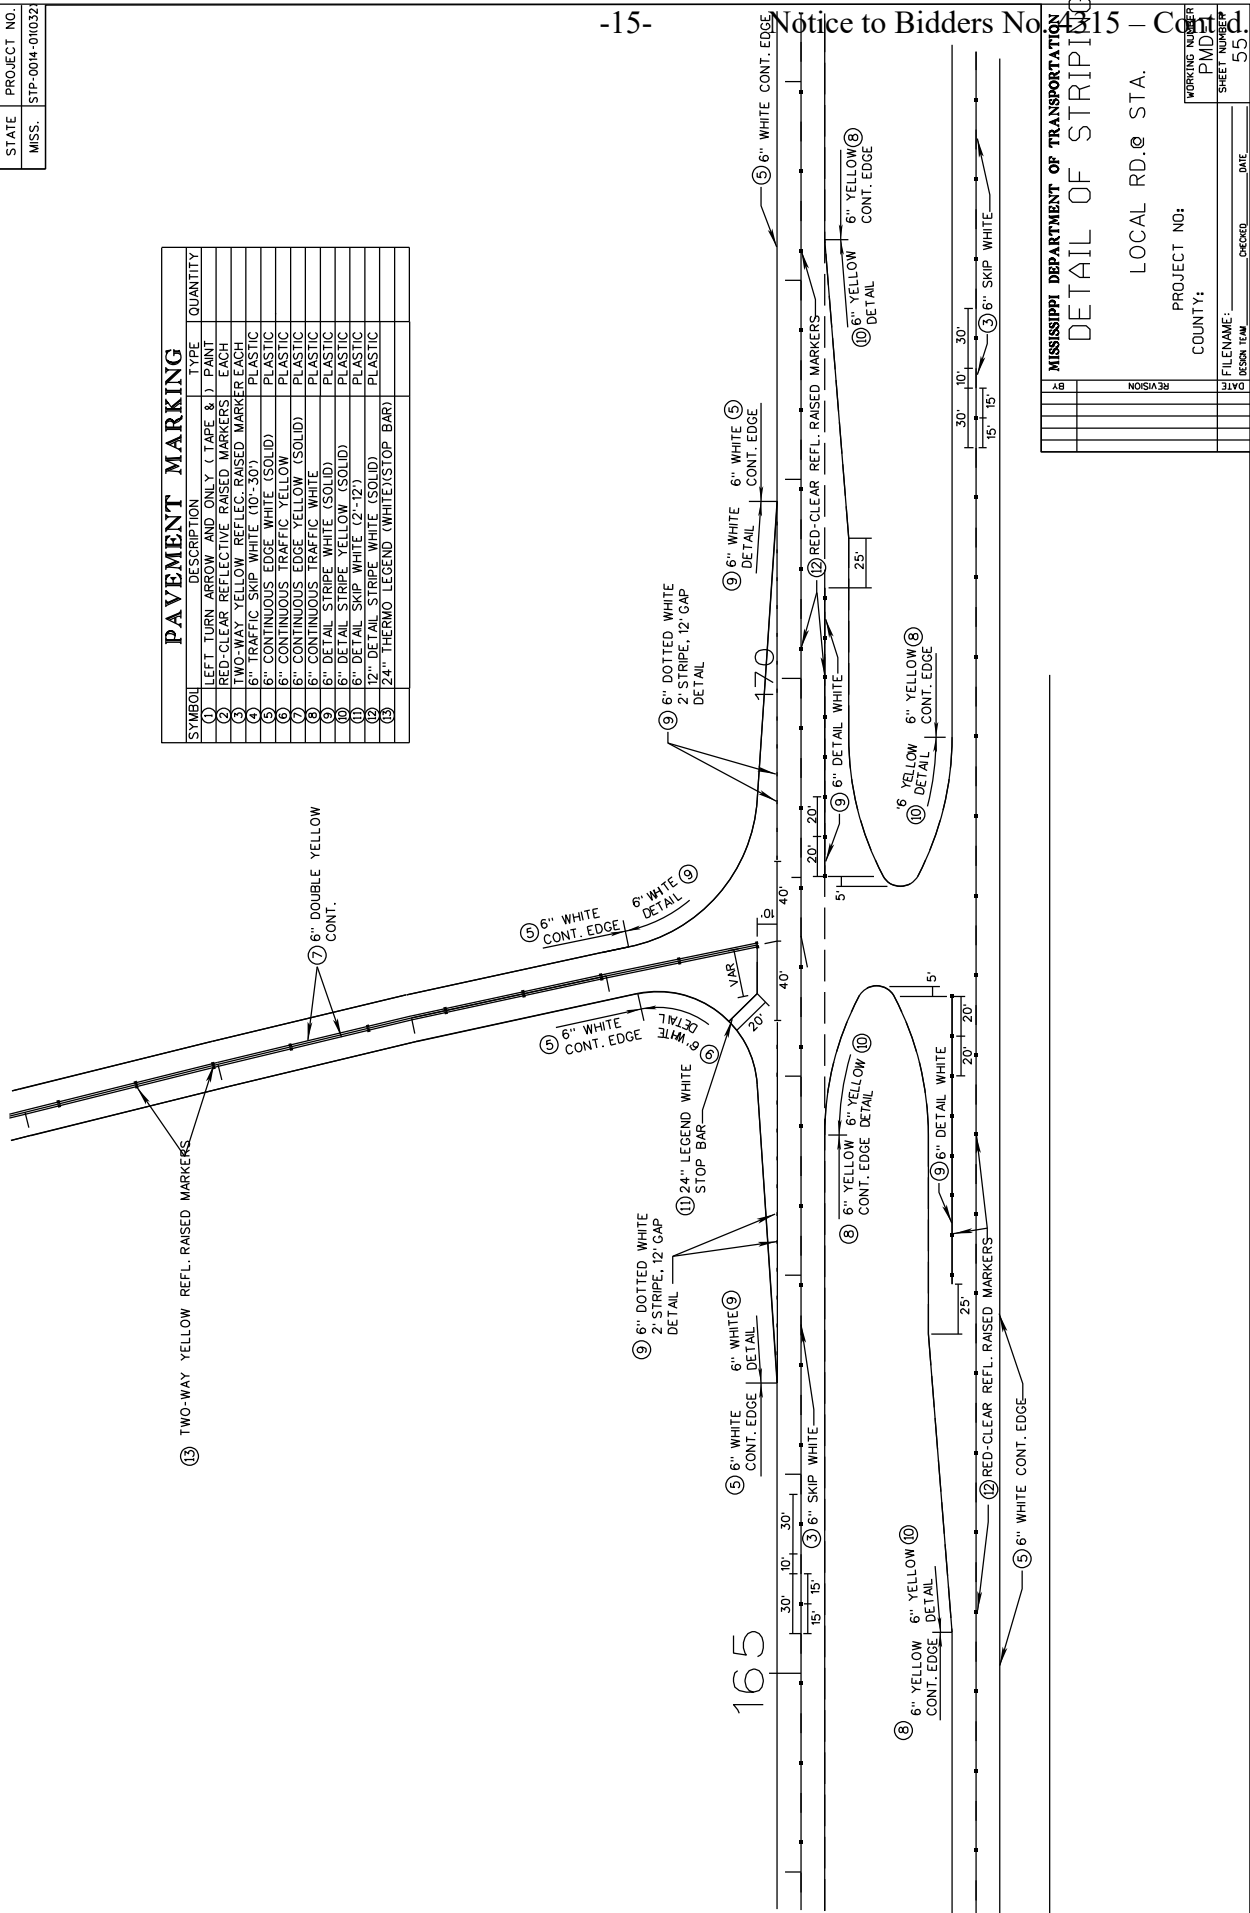 -15- Notice to Bidders No. 4315 – Cont'd.
STATE PROJECT NO.
MISS. STP-0014-01(032)
PAVEMENT MARKING
SYMBOL DESCRIPTION TYPE QUANTITY
1 LEFT TURN ARROW AND ONLY (TAPE & ) PAINT
2 RED-CLEAR REFLECTIVE RAISED MARKERS EACH
3 TWO-WAY YELLOW REFLEC. RAISED MARKER EACH
4 6" TRAFFIC SKIP WHITE (10'-30') PLASTIC
5 6" CONTINUOUS EDGE WHITE (SOLID) PLASTIC
6 6" CONTINUOUS TRAFFIC YELLOW PLASTIC
7 6" CONTINUOUS EDGE YELLOW (SOLID) PLASTIC
8 6" CONTINUOUS TRAFFIC WHITE PLASTIC
9 6" DETAIL STRIPE WHITE (SOLID) PLASTIC
10 6" DETAIL STRIPE YELLOW (SOLID) PLASTIC
11 6" DETAIL SKIP WHITE (2'-12') PLASTIC
12 12" DETAIL STRIPE WHITE (SOLID) PLASTIC
13 24" THERMO LEGEND (WHITE)(STOP BAR)
13 TWO-WAY YELLOW REFL. RAISED MARKERS
7 6" DOUBLE YELLOW
CONT.
5 6" WHITE
CONT. EDGE
6" WHITE 9
DETAIL
5 6" WHITE
CONT. EDGE
9 6" WHITE
DETAIL
VAR
20'
10'
40'
40'
11 24" LEGEND WHITE
STOP BAR
9 6" DOTTED WHITE
2' STRIPE, 12' GAP
DETAIL
9 6" DOTTED WHITE
2' STRIPE, 12' GAP
DETAIL
5 6" WHITE
CONT. EDGE
6" WHITE 9
DETAIL
9 6" WHITE
DETAIL
6" WHITE 5
CONT. EDGE
5 6" WHITE CONT. EDGE
165
170
30' 10' 30'
15' 15'
3 6" SKIP WHITE
12 RED-CLEAR REFL. RAISED MARKERS
9 6" DETAIL WHITE
20' 20'
5'
25'
10 6" YELLOW
DETAIL
6" YELLOW 8
CONT. EDGE
10 '6 YELLOW
DETAIL
6" YELLOW 8
CONT. EDGE
8 6" YELLOW
CONT. EDGE
6" YELLOW 10
DETAIL
5'
20' 20'
9 6" DETAIL WHITE
25'
8 6" YELLOW
CONT. EDGE
6" YELLOW 10
DETAIL
12 RED-CLEAR REFL. RAISED MARKERS
5 6" WHITE CONT. EDGE
30' 10' 30'
15' 15'
3 6" SKIP WHITE
MISSISSIPPI DEPARTMENT OF TRANSPORTATION
DETAIL OF STRIPING
LOCAL RD.@ STA.
PROJECT NO:
COUNTY:
WORKING NUMBER
SHEET NUMBER
55
FILENAME:
DESIGN TEAM CHECKED DATE
DATE REVISION BY